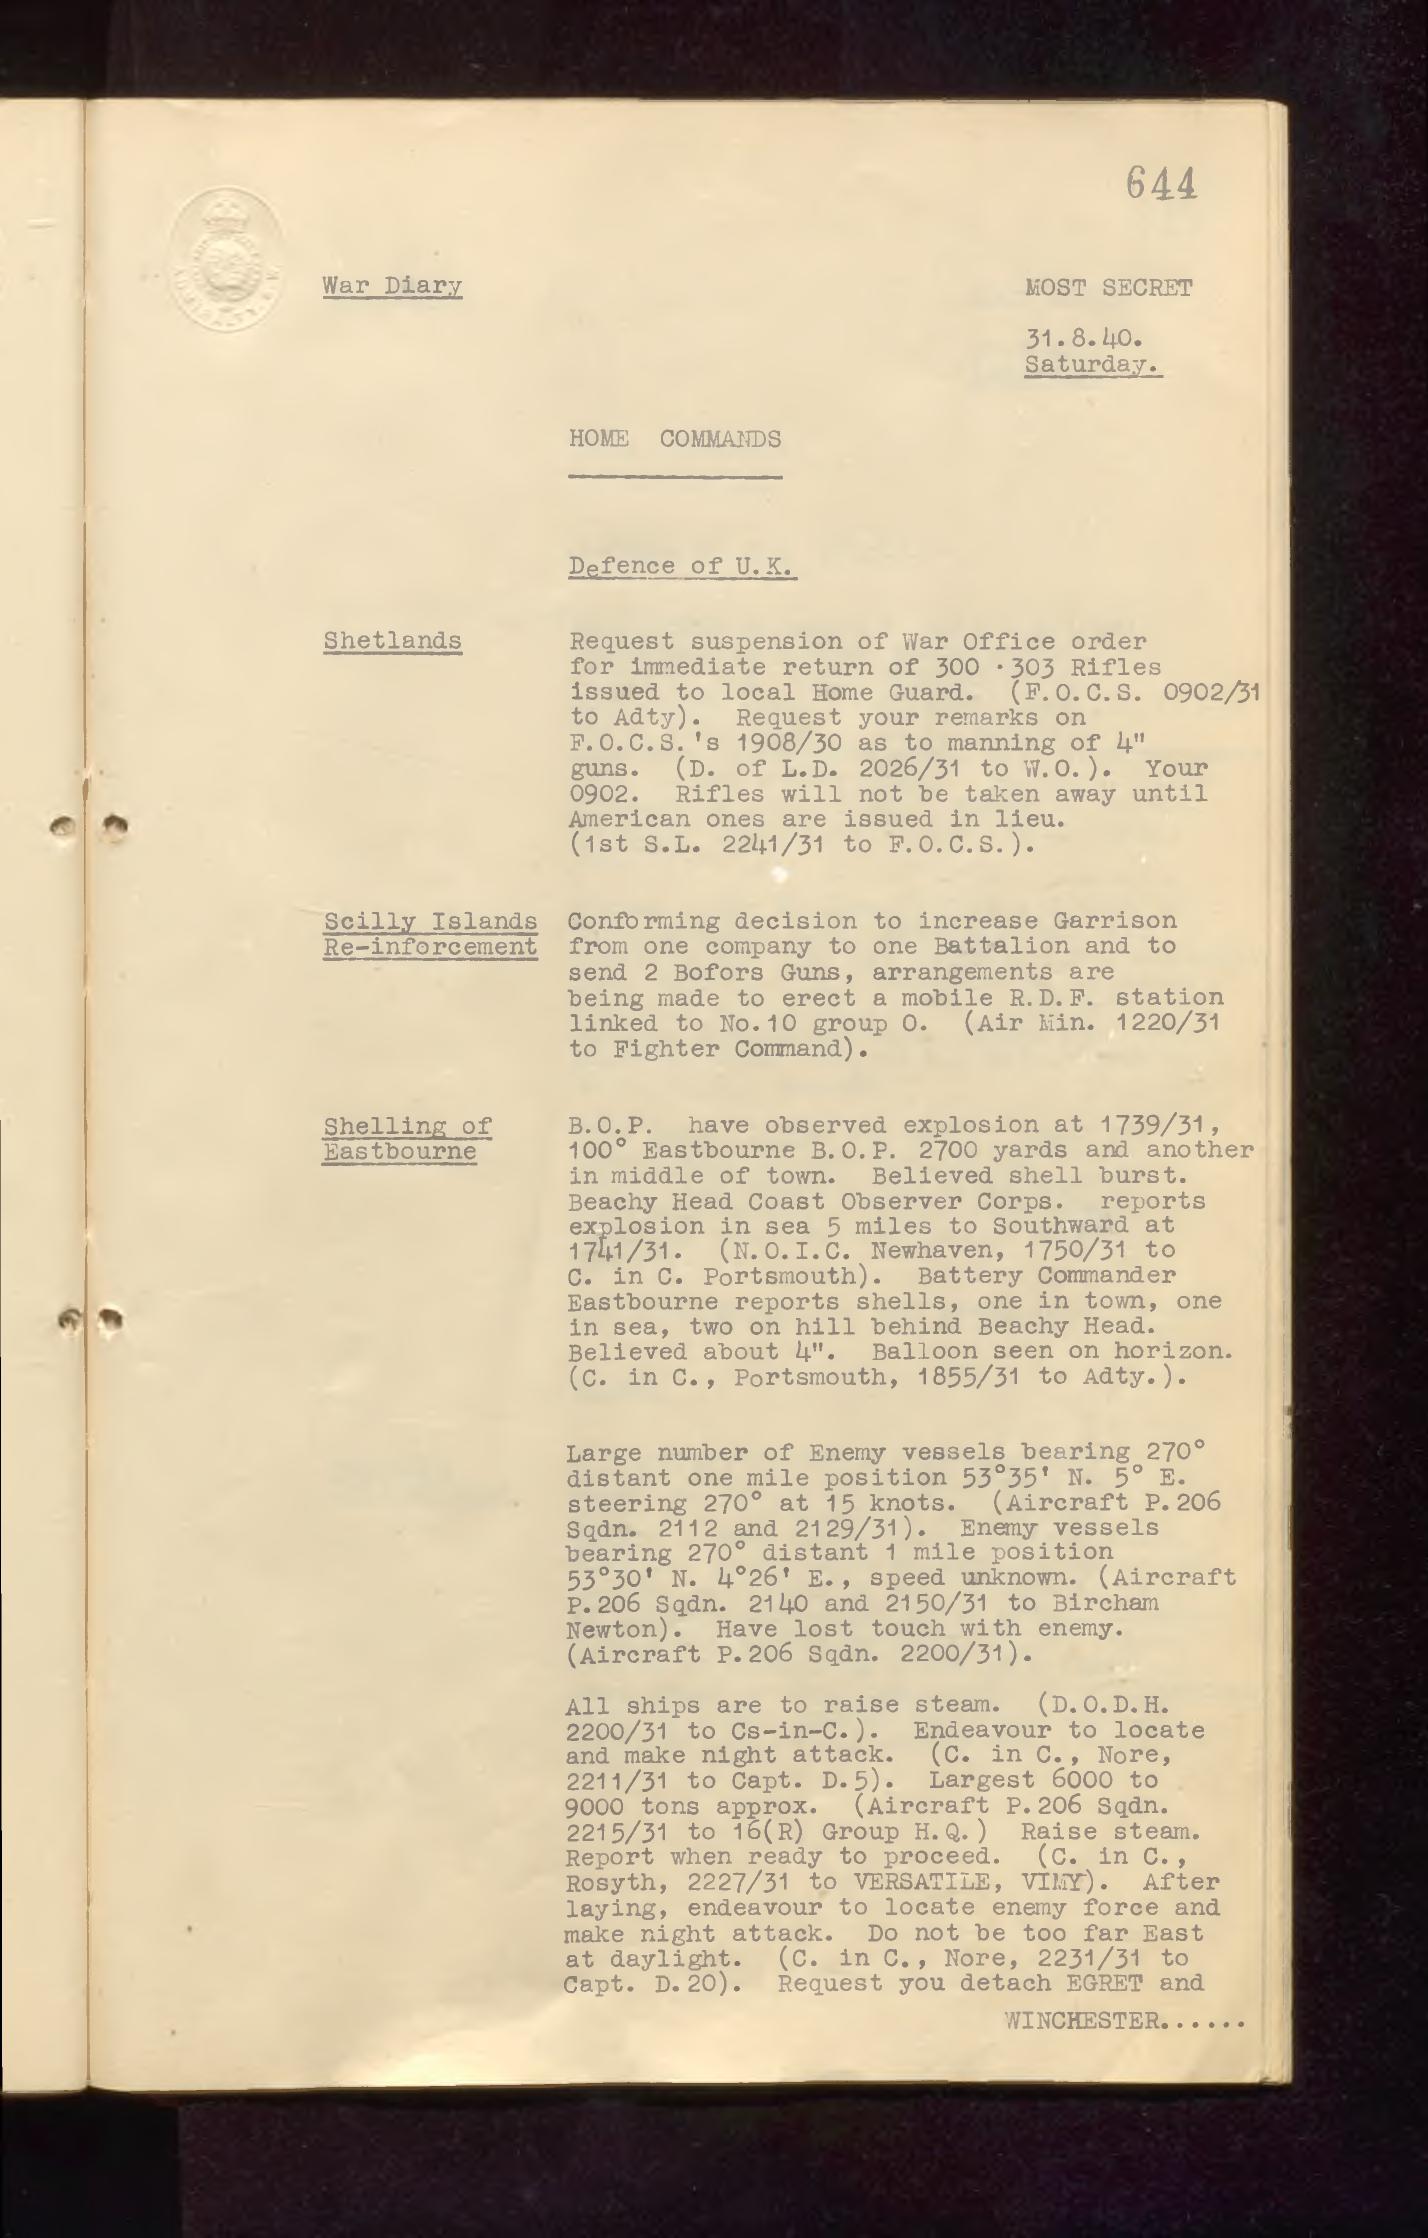 644
War Diary
MOST SECRET
31.8.40.
Saturday.
HOME COMMANDS
Defence of U.K.
Shetlands
Request suspension of War Office order
for immediate return of 300 .303 Rifles
issued to local Home Guard. (F.O.C.S. 0902/31
to Adty). Request your remarks on
F.O.C.S.'s 1908/30 as to manning of 4"
guns. (D. of L.D. 2026/31 to W.O.). Your
0902. Rifles will not be taken away until
American ones are issued in lieu.
(1st S.L. 2241/31 to F.O.C.S.).
Scilly Islands
Re-inforcement
Conforming decision to increase Garrison
from one company to one Battalion and to
send 2 Bofors Guns, arrangements are
being made to erect a mobile R.D.F. station
linked to No.10 group O. (Air Min. 1220/31
to Fighter Command).
Shelling of
Eastbourne
B.O.P. have observed explosion at 1739/31,
100° Eastbourne B.O.P. 2700 yards and another
in middle of town. Believed shell burst.
Beachy Head Coast Observer Corps. reports
explosion in sea 5 miles to Southward at
1741/31. (N.O.I.C. Newhaven, 1750/31 to
C. in C. Portsmouth). Battery Commander
Eastbourne reports shells, one in town, one
in sea, two on hill behind Beachy Head.
Believed about 4". Balloon seen on horizon.
(C. in C., Portsmouth, 1855/31 to Adty.).
Large number of Enemy vessels bearing 270°
distant one mile position 53°35' N. 5° E.
steering 270° at 15 knots. (Aircraft P.206
Sqdn. 2112 and 2129/31). Enemy vessels
bearing 270° distant 1 mile position
53°30' N. 4°26' E., speed unknown. (Aircraft
P.206 Sqdn. 2140 and 2150/31 to Bircham
Newton). Have lost touch with enemy.
(Aircraft P.206 Sqdn. 2200/31).
All ships are to raise steam. (D.O.D.H.
2200/31 to Cs-in-C.). Endeavour to locate
and make night attack. (C. in C., Nore,
2211/31 to Capt. D.5). Largest 6000 to
9000 tons approx. (Aircraft P.206 Sqdn.
2215/31 to 16(R) Group H.Q.) Raise steam.
Report when ready to proceed. (C. in C.,
Rosyth, 2227/31 to VERSATILE, VIMY). After
laying, endeavour to locate enemy force and
make night attack. Do not be too far East
at daylight. (C. in C., Nore, 2231/31 to
Capt. D.20). Request you detach EGRET and
WINCHESTER......